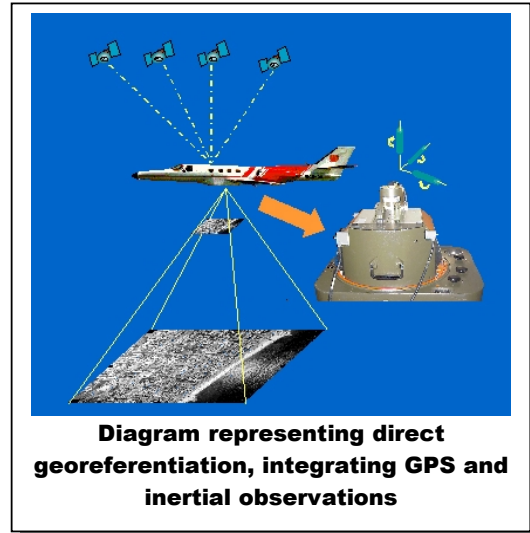 Diagram representing direct
georeferentiation, integrating GPS and
inertial observations